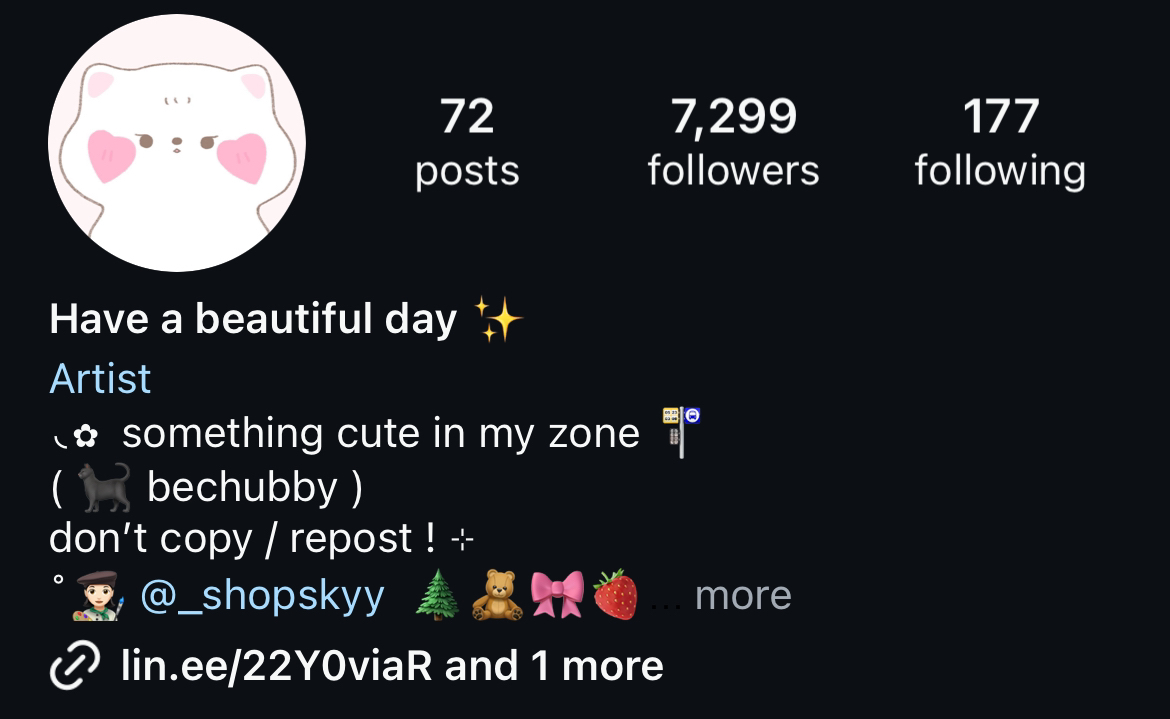 72 7,299 177
posts followers following
Have a beautiful day ✨
Artist
◟✿ something cute in my zone 🚏
( 🐈‍⬛ bechubby )
don’t copy / repost ! ⊹
˚👩🏻‍🎨 @_shopskyy 🌲🧸🎀🍓 ... more
lin.ee/22Y0viaR and 1 more